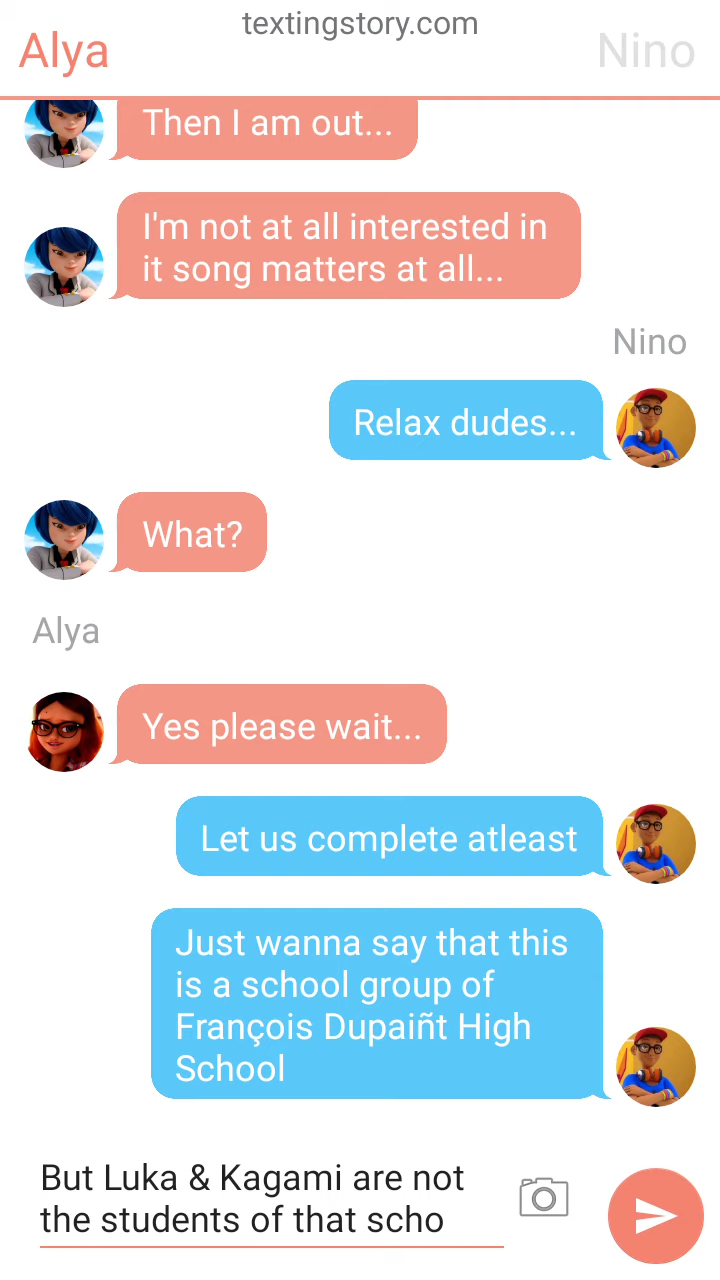 textingstory.com
Alya
Nino
Then I am out...
I'm not at all interested in
it song matters at all...
Nino
Relax dudes...
What?
Alya
Yes please wait...
Let us complete atleast
Just wanna say that this
is a school group of
François Dupaiñt High
School
But Luka & Kagami are not
the students of that scho